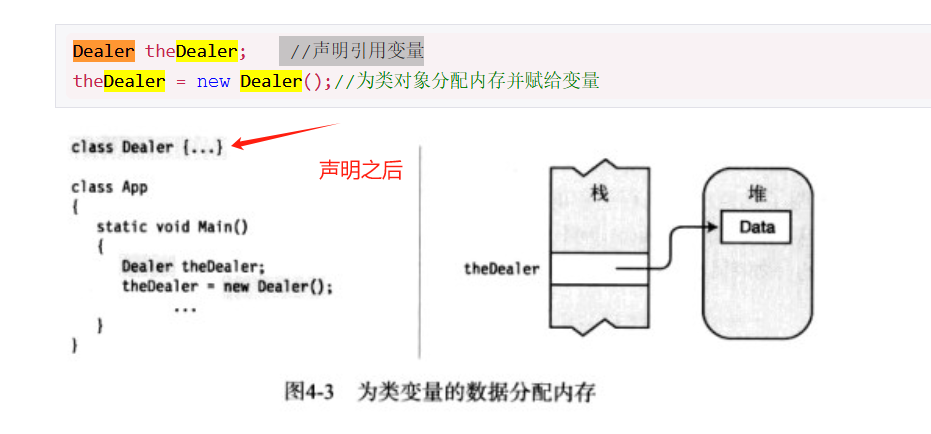 Dealer theDealer;    //声明引用变量
theDealer = new Dealer();//为类对象分配内存并赋给变量
class Dealer {...}
声明之后
class App
{
static void Main()
{
Dealer theDealer;
theDealer = new Dealer();
...
}
}
栈
堆
Data
theDealer
图4-3 为类变量的数据分配内存